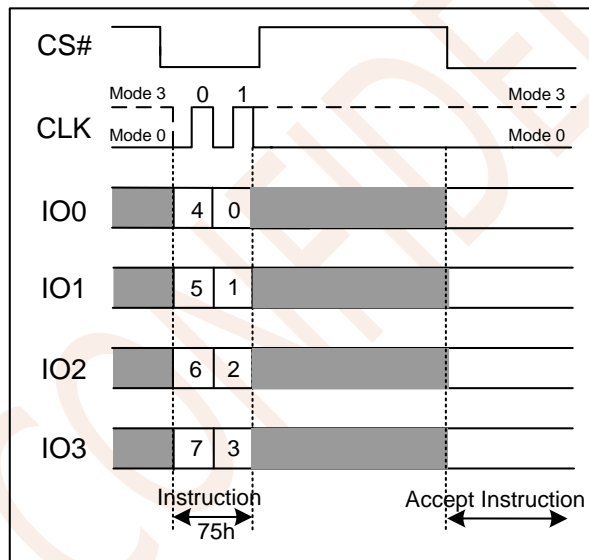 CS#
Mode 3 0 1 Mode 3
CLK
Mode 0 Mode 0
IO0 4 0
IO1 5 1
IO2 6 2
IO3 7 3
Instruction Accept Instruction
75h